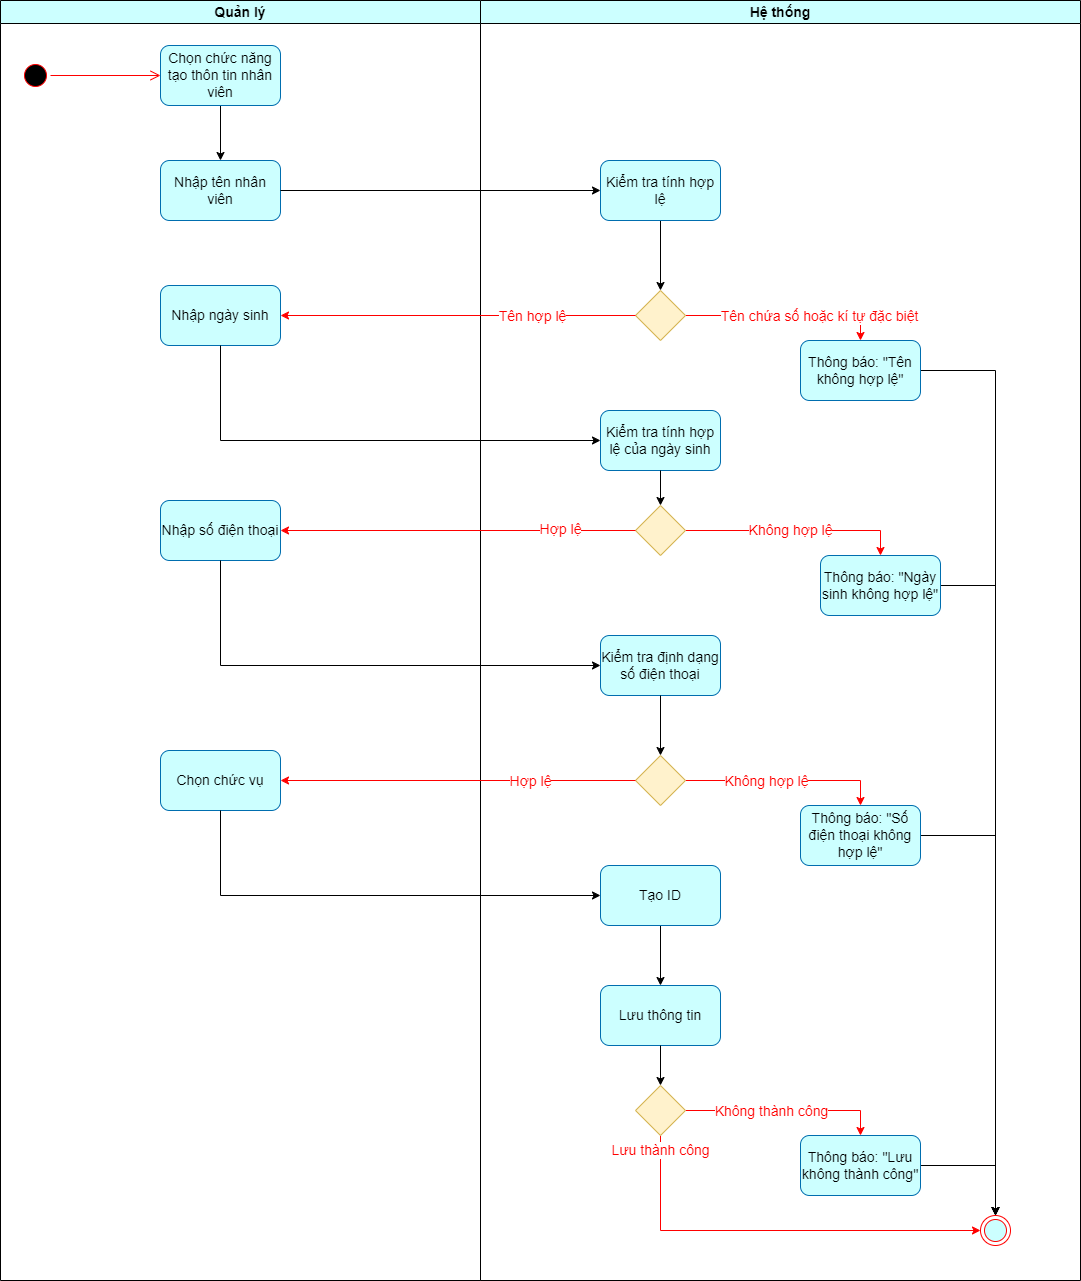 Quản lý
Hệ thống
Chọn chức năng
tạo thôn tin nhân
viên
Nhập tên nhân
viên
Kiểm tra tính hợp
lệ
Nhập ngày sinh
Tên hợp lệ
Tên chứa số hoặc kí tự đặc biệt
Thông báo: "Tên
không hợp lệ"
Kiểm tra tính hợp
lệ của ngày sinh
Nhập số điện thoại
Hợp lệ
Không hợp lệ
Thông báo: "Ngày
sinh không hợp lệ"
Kiểm tra định dạng
số điện thoại
Chọn chức vụ
Hợp lệ
Không hợp lệ
Thông báo: "Số
điện thoại không
hợp lệ"
Tạo ID
Lưu thông tin
Không thành công
Lưu thành công
Thông báo: "Lưu
không thành công"